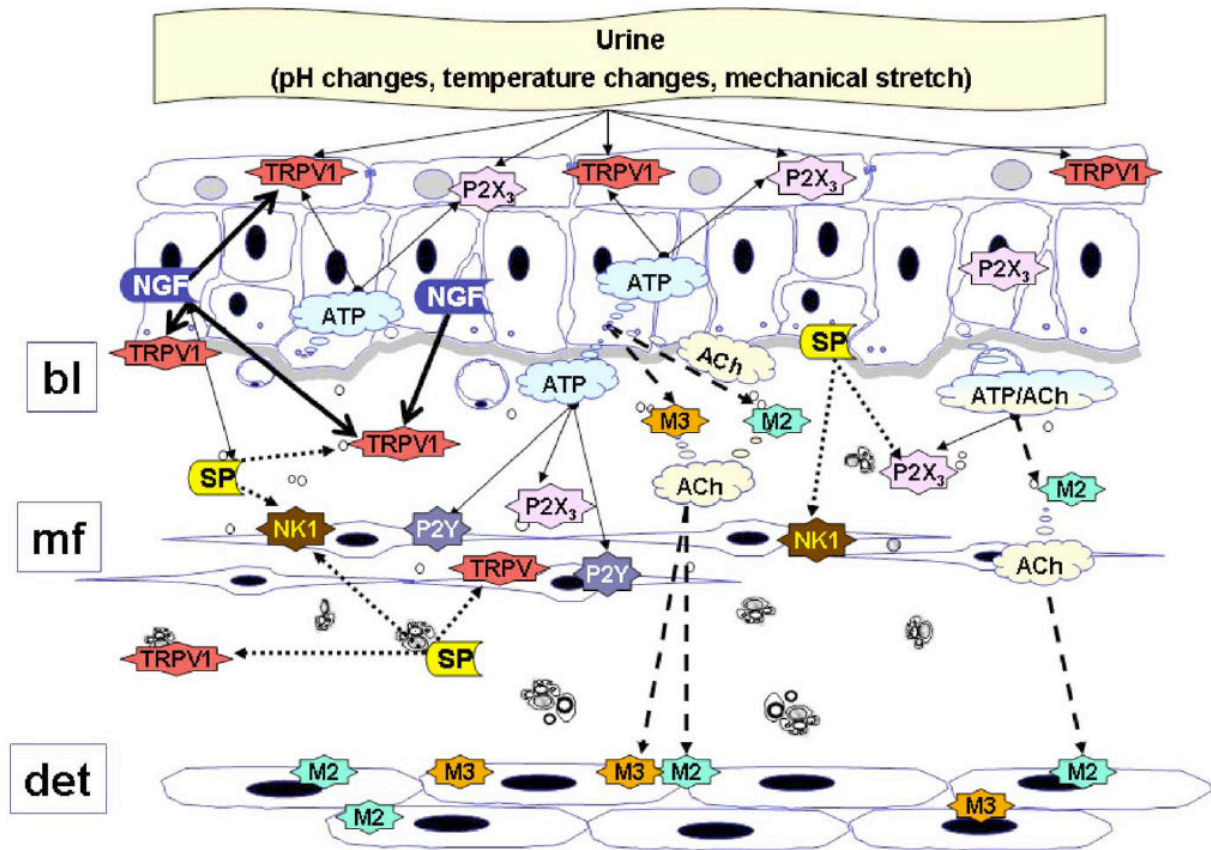 Urine
(pH changes, temperature changes, mechanical stretch)
TRPV1
P2X3
TRPV1
P2X3
TRPV1
NGF
ATP
NGF
ATP
P2X3
TRPV1
bl
ATP
ACh
SP
ATP/ACh
M3
M2
TRPV1
SP
P2X3
ACh
P2X3
M2
mf
NK1
P2Y
NK1
TRPV
P2Y
ACh
TRPV1
SP
det
M2
M3
M3
M2
M2
M2
M3